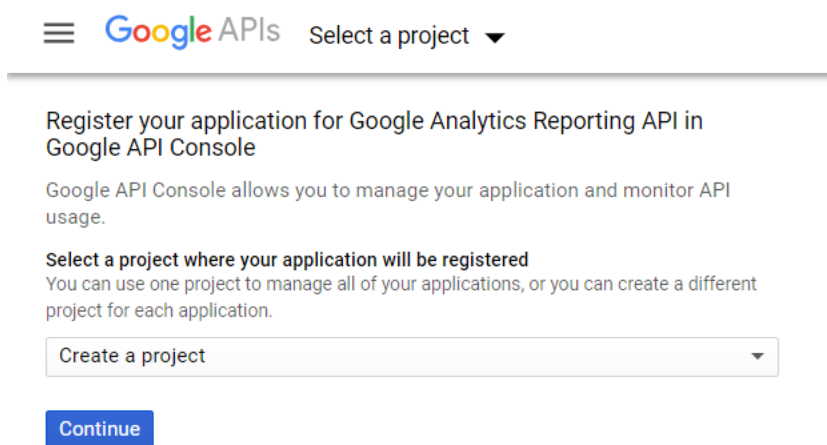 Google APIs Select a project
Register your application for Google Analytics Reporting API in
Google API Console
Google API Console allows you to manage your application and monitor API
usage.
Select a project where your application will be registered
You can use one project to manage all of your applications, or you can create a different
project for each application.
Create a project
Continue